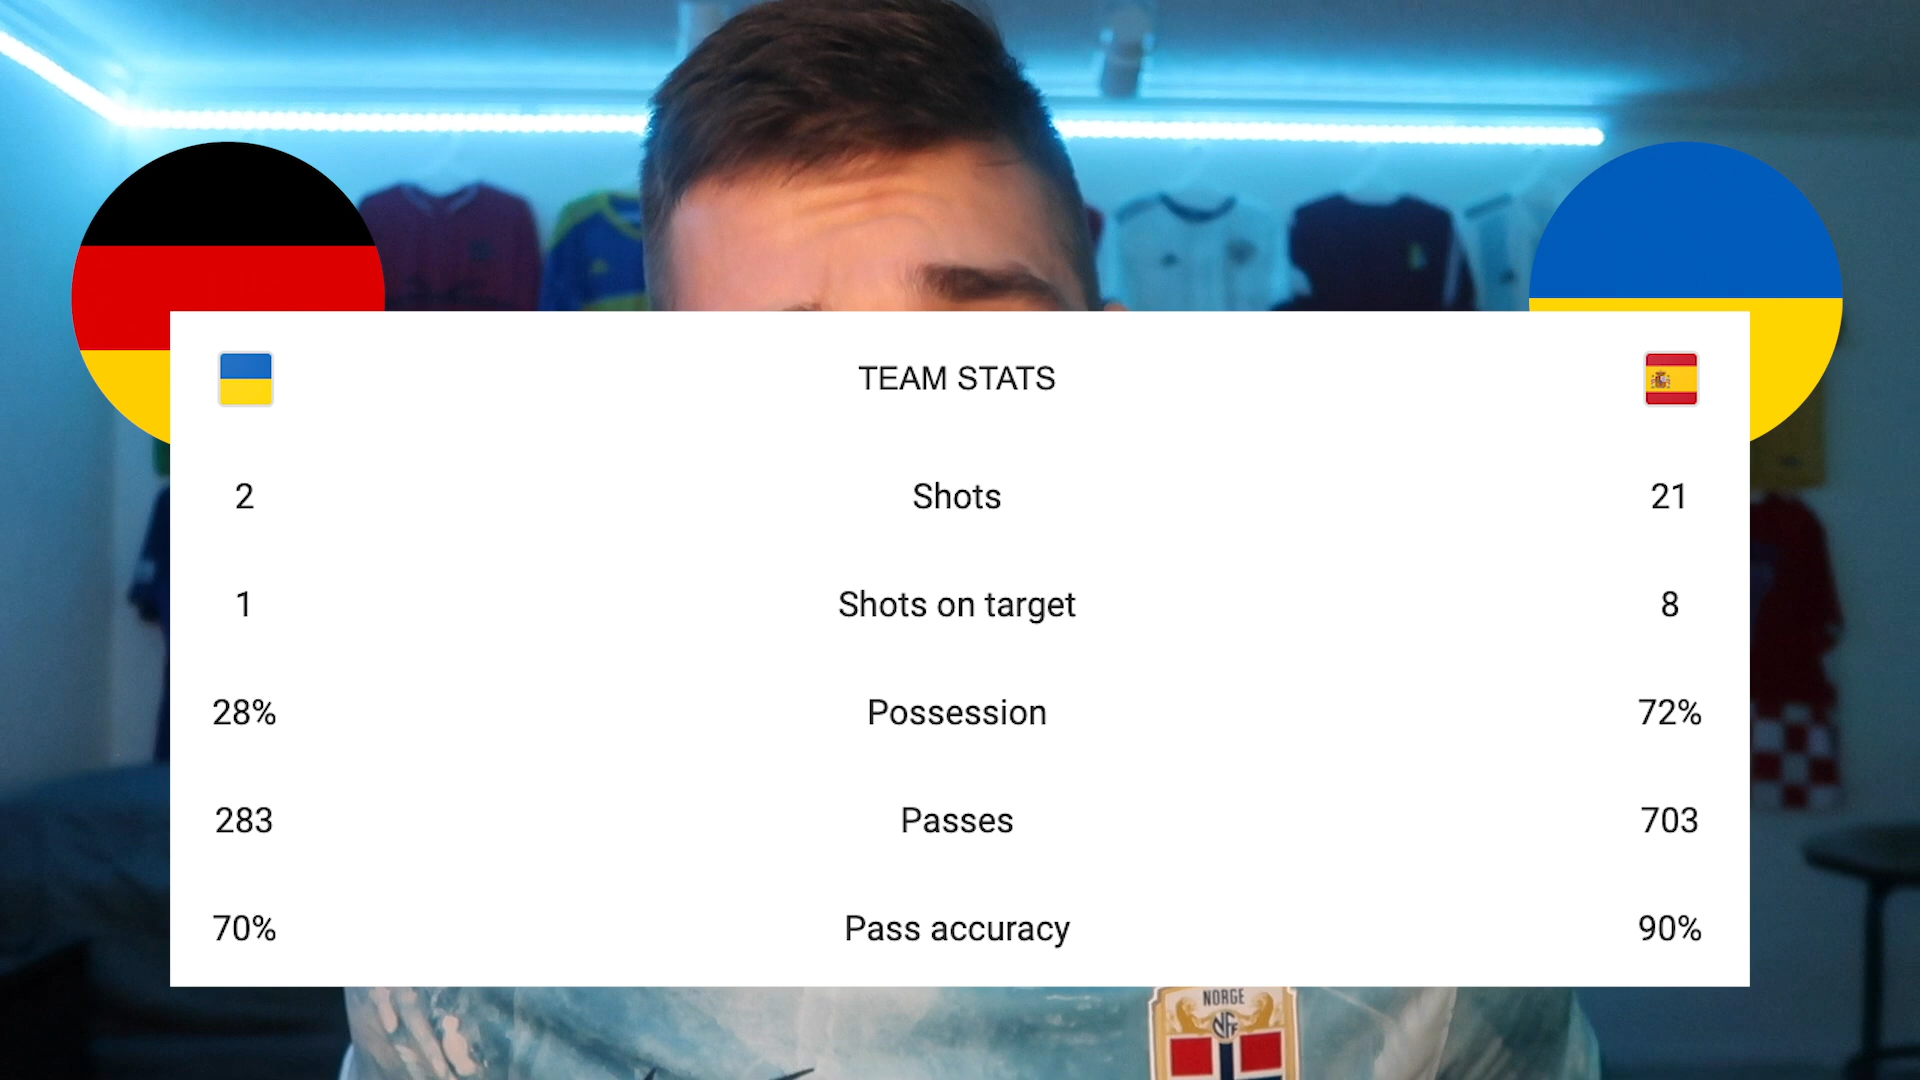 TEAM STATS
2 Shots 21
1 Shots on target 8
28% Possession 72%
283 Passes 703
70% Pass accuracy 90%
NORGE
NFF